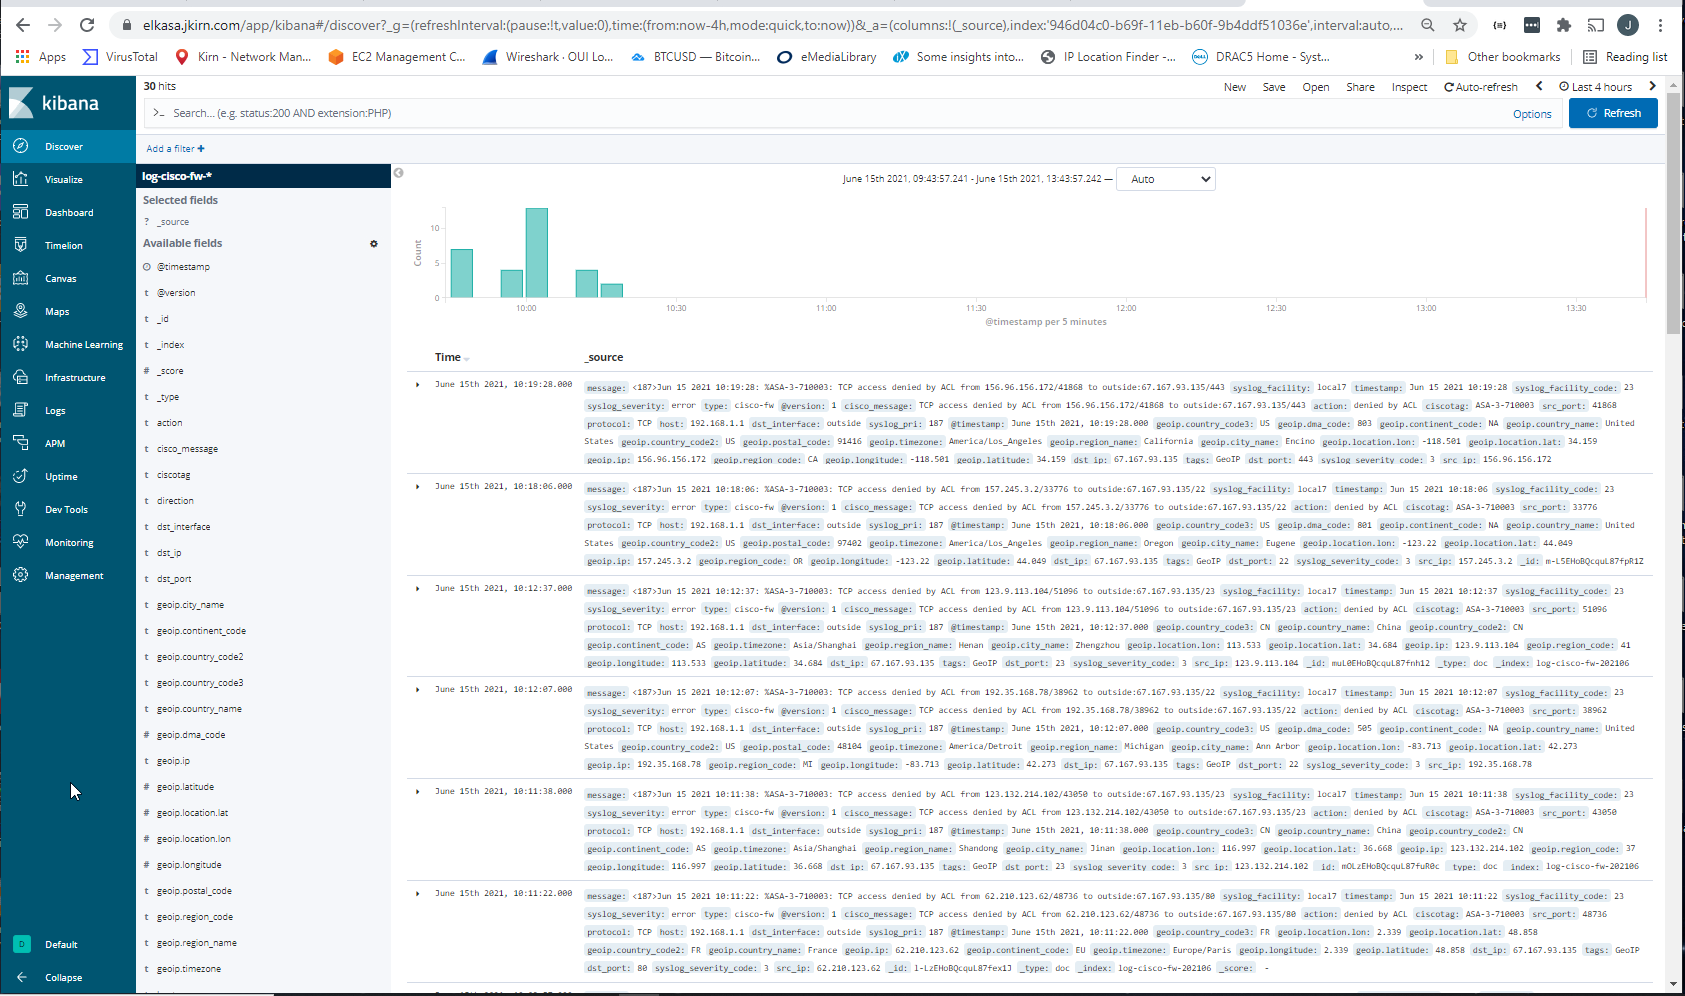 elkasa.jkirn.com/app/kibana#/discover?_g=(refreshInterval:(pause:!t,value:0),time:(from:now-4h,mode:quick,to:now))&_a=(columns:!(_source),index:'946d04c0-b69f-11eb-b60f-9b4ddf51036e',interval:auto,...
J
Apps
VirusTotal
Kirn - Network Man...
EC2 Management C...
Wireshark · OUI Lo...
BTCUSD — Bitcoin...
eMediaLibrary
Some insights into...
IP Location Finder -...
DRAC5 Home - Syst...
»
Other bookmarks
Reading list
kibana
Discover
Visualize
Dashboard
Timelion
Canvas
Maps
Machine Learning
Infrastructure
Logs
APM
Uptime
Dev Tools
Monitoring
Management
D Default
Collapse
30 hits
New Save Open Share Inspect Auto-refresh Last 4 hours
>_ Search... (e.g. status:200 AND extension:PHP)
Options
Refresh
Add a filter +
log-cisco-fw-*
Selected fields
? _source
Available fields
@timestamp
t @version
t _id
t _index
# _score
t _type
t action
t cisco_message
t ciscotag
t direction
t dst_interface
t dst_ip
t dst_port
t geoip.city_name
t geoip.continent_code
t geoip.country_code2
t geoip.country_code3
t geoip.country_name
# geoip.dma_code
t geoip.ip
# geoip.latitude
# geoip.location.lat
# geoip.location.lon
# geoip.longitude
t geoip.postal_code
t geoip.region_code
t geoip.region_name
t geoip.timezone
June 15th 2021, 09:43:57.241 - June 15th 2021, 13:43:57.242 — Auto
Count
10
5
0
10:00 10:30 11:00 11:30 12:00 12:30 13:00 13:30
@timestamp per 5 minutes
Time _source
June 15th 2021, 10:19:28.000
message: <187>Jun 15 2021 10:19:28: %ASA-3-710003: TCP access denied by ACL from 156.96.156.172/41868 to outside:67.167.93.135/443 syslog_facility: local7 timestamp: Jun 15 2021 10:19:28 syslog_facility_code: 23
syslog_severity: error type: cisco-fw @version: 1 cisco_message: TCP access denied by ACL from 156.96.156.172/41868 to outside:67.167.93.135/443 action: denied by ACL ciscotag: ASA-3-710003 src_port: 41868
protocol: TCP host: 192.168.1.1 dst_interface: outside syslog_pri: 187 @timestamp: June 15th 2021, 10:19:28.000 geoip.country_code3: US geoip.dma_code: 803 geoip.continent_code: NA geoip.country_name: United
States geoip.country_code2: US geoip.postal_code: 91416 geoip.timezone: America/Los_Angeles geoip.region_name: California geoip.city_name: Encino geoip.location.lon: -118.501 geoip.location.lat: 34.159
geoip.ip: 156.96.156.172 geoip.region_code: CA geoip.longitude: -118.501 geoip.latitude: 34.159 dst_ip: 67.167.93.135 tags: GeoIP dst_port: 443 syslog_severity_code: 3 src_ip: 156.96.156.172
June 15th 2021, 10:18:06.000
message: <187>Jun 15 2021 10:18:06: %ASA-3-710003: TCP access denied by ACL from 157.245.3.2/33776 to outside:67.167.93.135/22 syslog_facility: local7 timestamp: Jun 15 2021 10:18:06 syslog_facility_code: 23
syslog_severity: error type: cisco-fw @version: 1 cisco_message: TCP access denied by ACL from 157.245.3.2/33776 to outside:67.167.93.135/22 action: denied by ACL ciscotag: ASA-3-710003 src_port: 33776
protocol: TCP host: 192.168.1.1 dst_interface: outside syslog_pri: 187 @timestamp: June 15th 2021, 10:18:06.000 geoip.country_code3: US geoip.dma_code: 801 geoip.continent_code: NA geoip.country_name: United
States geoip.country_code2: US geoip.postal_code: 97402 geoip.timezone: America/Los_Angeles geoip.region_name: Oregon geoip.city_name: Eugene geoip.location.lon: -123.22 geoip.location.lat: 44.049
geoip.ip: 157.245.3.2 geoip.region_code: OR geoip.longitude: -123.22 geoip.latitude: 44.049 dst_ip: 67.167.93.135 tags: GeoIP dst_port: 22 syslog_severity_code: 3 src_ip: 157.245.3.2 _id: m-L5EHoBQcquL87fpR1Z
June 15th 2021, 10:12:37.000
message: <187>Jun 15 2021 10:12:37: %ASA-3-710003: TCP access denied by ACL from 123.9.113.104/51096 to outside:67.167.93.135/23 syslog_facility: local7 timestamp: Jun 15 2021 10:12:37 syslog_facility_code: 23
syslog_severity: error type: cisco-fw @version: 1 cisco_message: TCP access denied by ACL from 123.9.113.104/51096 to outside:67.167.93.135/23 action: denied by ACL ciscotag: ASA-3-710003 src_port: 51096
protocol: TCP host: 192.168.1.1 dst_interface: outside syslog_pri: 187 @timestamp: June 15th 2021, 10:12:37.000 geoip.country_code3: CN geoip.country_name: China geoip.country_code2: CN
geoip.continent_code: AS geoip.timezone: Asia/Shanghai geoip.region_name: Henan geoip.city_name: Zhengzhou geoip.location.lon: 113.533 geoip.location.lat: 34.684 geoip.ip: 123.9.113.104 geoip.region_code: 41
geoip.longitude: 113.533 geoip.latitude: 34.684 dst_ip: 67.167.93.135 tags: GeoIP dst_port: 23 syslog_severity_code: 3 src_ip: 123.9.113.104 _id: muL0EHoBQcquL87fnh12 _type: doc _index: log-cisco-fw-202106
June 15th 2021, 10:12:07.000
message: <187>Jun 15 2021 10:12:07: %ASA-3-710003: TCP access denied by ACL from 192.35.168.78/38962 to outside:67.167.93.135/22 syslog_facility: local7 timestamp: Jun 15 2021 10:12:07 syslog_facility_code: 23
syslog_severity: error type: cisco-fw @version: 1 cisco_message: TCP access denied by ACL from 192.35.168.78/38962 to outside:67.167.93.135/22 action: denied by ACL ciscotag: ASA-3-710003 src_port: 38962
protocol: TCP host: 192.168.1.1 dst_interface: outside syslog_pri: 187 @timestamp: June 15th 2021, 10:12:07.000 geoip.country_code3: US geoip.dma_code: 505 geoip.continent_code: NA geoip.country_name: United
States geoip.country_code2: US geoip.postal_code: 48104 geoip.timezone: America/Detroit geoip.region_name: Michigan geoip.city_name: Ann Arbor geoip.location.lon: -83.713 geoip.location.lat: 42.273
geoip.ip: 192.35.168.78 geoip.region_code: MI geoip.longitude: -83.713 geoip.latitude: 42.273 dst_ip: 67.167.93.135 tags: GeoIP dst_port: 22 syslog_severity_code: 3 src_ip: 192.35.168.78
June 15th 2021, 10:11:38.000
message: <187>Jun 15 2021 10:11:38: %ASA-3-710003: TCP access denied by ACL from 123.132.214.102/43050 to outside:67.167.93.135/23 syslog_facility: local7 timestamp: Jun 15 2021 10:11:38 syslog_facility_code: 23
syslog_severity: error type: cisco-fw @version: 1 cisco_message: TCP access denied by ACL from 123.132.214.102/43050 to outside:67.167.93.135/23 action: denied by ACL ciscotag: ASA-3-710003 src_port: 43050
protocol: TCP host: 192.168.1.1 dst_interface: outside syslog_pri: 187 @timestamp: June 15th 2021, 10:11:38.000 geoip.country_code3: CN geoip.country_name: China geoip.country_code2: CN
geoip.continent_code: AS geoip.timezone: Asia/Shanghai geoip.region_name: Shandong geoip.city_name: Jinan geoip.location.lon: 116.997 geoip.location.lat: 36.668 geoip.ip: 123.132.214.102 geoip.region_code: 37
geoip.longitude: 116.997 geoip.latitude: 36.668 dst_ip: 67.167.93.135 tags: GeoIP dst_port: 23 syslog_severity_code: 3 src_ip: 123.132.214.102 _id: mOLzEHoBQcquL87fuR0c _type: doc _index: log-cisco-fw-202106
June 15th 2021, 10:11:22.000
message: <187>Jun 15 2021 10:11:22: %ASA-3-710003: TCP access denied by ACL from 62.210.123.62/48736 to outside:67.167.93.135/80 syslog_facility: local7 timestamp: Jun 15 2021 10:11:22 syslog_facility_code: 23
syslog_severity: error type: cisco-fw @version: 1 cisco_message: TCP access denied by ACL from 62.210.123.62/48736 to outside:67.167.93.135/80 action: denied by ACL ciscotag: ASA-3-710003 src_port: 48736
protocol: TCP host: 192.168.1.1 dst_interface: outside syslog_pri: 187 @timestamp: June 15th 2021, 10:11:22.000 geoip.country_code3: FR geoip.location.lon: 2.339 geoip.location.lat: 48.858
geoip.country_code2: FR geoip.country_name: France geoip.ip: 62.210.123.62 geoip.continent_code: EU geoip.timezone: Europe/Paris geoip.longitude: 2.339 geoip.latitude: 48.858 dst_ip: 67.167.93.135 tags: GeoIP
dst_port: 80 syslog_severity_code: 3 src_ip: 62.210.123.62 _id: l-LzEHoBQcquL87fex1J _type: doc _index: log-cisco-fw-202106 _score: -